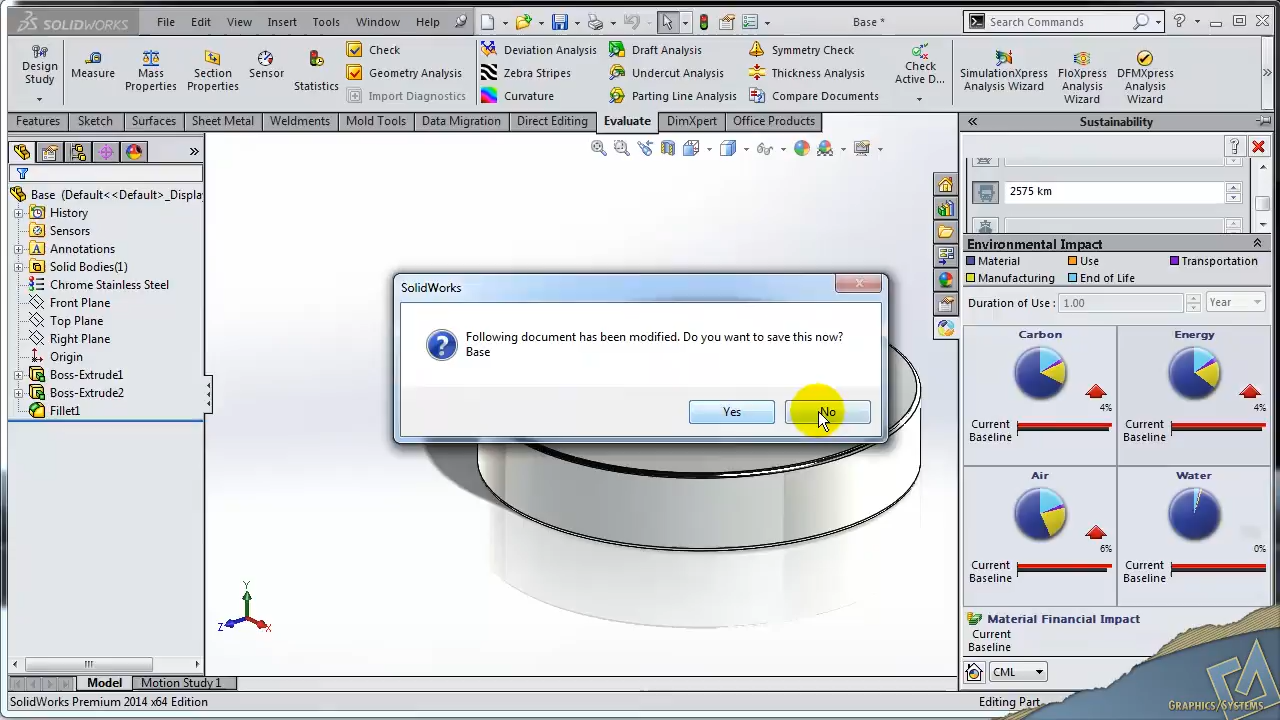 SOLIDWORKS File Edit View Insert Tools Window Help Base * Search Commands
Design Study
Measure
Mass Properties
Section Properties
Sensor
Statistics
Check
Geometry Analysis
Import Diagnostics
Deviation Analysis
Zebra Stripes
Curvature
Draft Analysis
Undercut Analysis
Parting Line Analysis
Symmetry Check
Thickness Analysis
Compare Documents
Check Active D...
SimulationXpress Analysis Wizard
FloXpress Analysis Wizard
DFMXpress Analysis Wizard
Features Sketch Surfaces Sheet Metal Weldments Mold Tools Data Migration Direct Editing Evaluate DimXpert Office Products
Sustainability
Base (Default<<Default>_Displa
History
Sensors
Annotations
Solid Bodies(1)
Chrome Stainless Steel
Front Plane
Top Plane
Right Plane
Origin
Boss-Extrude1
Boss-Extrude2
Fillet1
SolidWorks
Following document has been modified. Do you want to save this now?
Base
Yes No
2575 km
Environmental Impact
Material Use Transportation
Manufacturing End of Life
Duration of Use : 1.00 Year
Carbon Energy
4% 4%
Current Current
Baseline Baseline
Air Water
6% 0%
Current Current
Baseline Baseline
Material Financial Impact
Current
Baseline
CML
Y
Z X
Model Motion Study 1
SolidWorks Premium 2014 x64 Edition
Editing Part
GRAPHICS/SYSTEMS